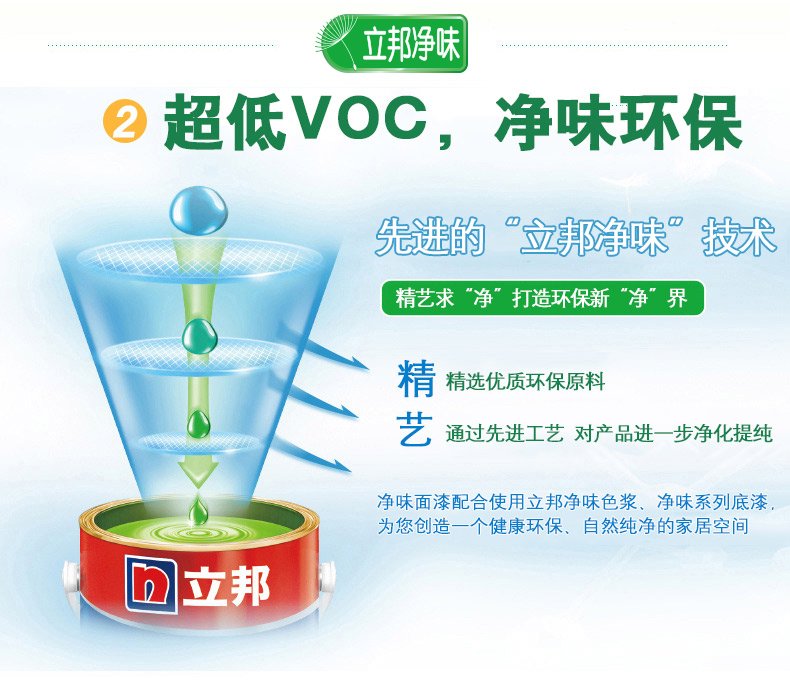 立邦净味
2 超低VOC，净味环保
先进的“立邦净味”技术
精艺求“净”打造环保新“净”界
精 精选优质环保原料
艺 通过先进工艺 对产品进一步净化提纯
净味面漆配合使用立邦净味色浆、净味系列底漆，
为您创造一个健康环保、自然纯净的家居空间
n 立邦